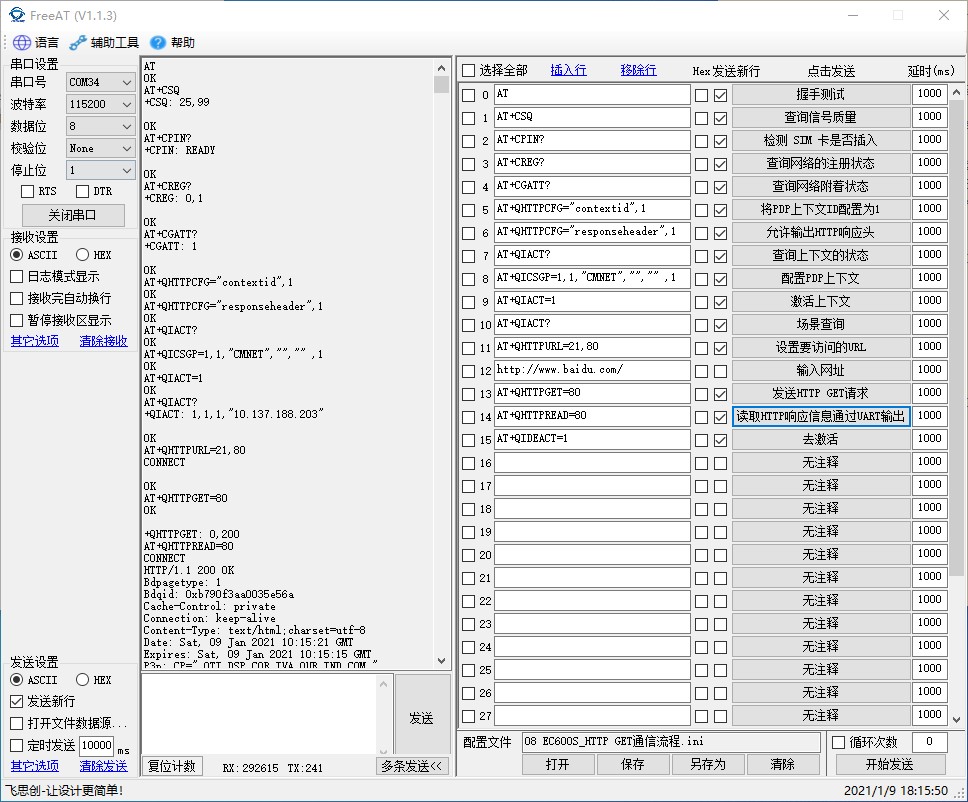 FreeAT (V1.1.3)
语言 辅助工具 帮助
串口设置
串口号 COM34
波特率 115200
数据位 8
校验位 None
停止位 1
RTS DTR
关闭串口
接收设置
ASCII HEX
日志模式显示
接收完自动换行
暂停接收区显示
其它选项 清除接收
发送设置
ASCII HEX
发送新行
打开文件数据源...
定时发送 10000 ms
其它选项 清除发送
AT
OK
AT+CSQ
+CSQ: 25,99
OK
AT+CPIN?
+CPIN: READY
OK
AT+CREG?
+CREG: 0,1
OK
AT+CGATT?
+CGATT: 1
OK
AT+QHTTPCFG="contextid",1
OK
AT+QHTTPCFG="responseheader",1
OK
AT+QIACT?
OK
AT+QICSGP=1,1,"CMNET","","" ,1
OK
AT+QIACT=1
OK
AT+QIACT?
+QIACT: 1,1,1,"10.137.188.203"
OK
AT+QHTTPURL=21,80
CONNECT
OK
AT+QHTTPGET=80
OK
+QHTTPGET: 0,200
AT+QHTTPREAD=80
CONNECT
HTTP/1.1 200 OK
Bdpagetype: 1
Bdqid: 0xb790f3aa0035e56a
Cache-Control: private
Connection: keep-alive
Content-Type: text/html;charset=utf-8
Date: Sat, 09 Jan 2021 10:15:21 GMT
Expires: Sat, 09 Jan 2021 10:15:15 GMT
P3p: CP=" OTI DSP COR IVA OUR IND COM "
发送
复位计数 RX:292615 TX:241 多条发送<<
选择全部 插入行 移除行 Hex发送新行 点击发送 延时(ms)
0 AT 握手测试 1000
1 AT+CSQ 查询信号质量 1000
2 AT+CPIN? 检测 SIM 卡是否插入 1000
3 AT+CREG? 查询网络的注册状态 1000
4 AT+CGATT? 查询网络附着状态 1000
5 AT+QHTTPCFG="contextid",1 将PDP上下文ID配置为1 1000
6 AT+QHTTPCFG="responseheader",1 允许输出HTTP响应头 1000
7 AT+QIACT? 查询上下文的状态 1000
8 AT+QICSGP=1,1,"CMNET","","" ,1 配置PDP上下文 1000
9 AT+QIACT=1 激活上下文 1000
10 AT+QIACT? 场景查询 1000
11 AT+QHTTPURL=21,80 设置要访问的URL 1000
12 http://www.baidu.com/ 输入网址 1000
13 AT+QHTTPGET=80 发送HTTP GET请求 1000
14 AT+QHTTPREAD=80 读取HTTP响应信息通过UART输出 1000
15 AT+QIDEACT=1 去激活 1000
16 无注释 1000
17 无注释 1000
18 无注释 1000
19 无注释 1000
20 无注释 1000
21 无注释 1000
22 无注释 1000
23 无注释 1000
24 无注释 1000
25 无注释 1000
26 无注释 1000
27 无注释 1000
配置文件 08 EC600S_HTTP GET通信流程.ini 循环次数 0
打开 保存 另存为 清除 开始发送
飞思创-让设计更简单! 2021/1/9 18:15:50